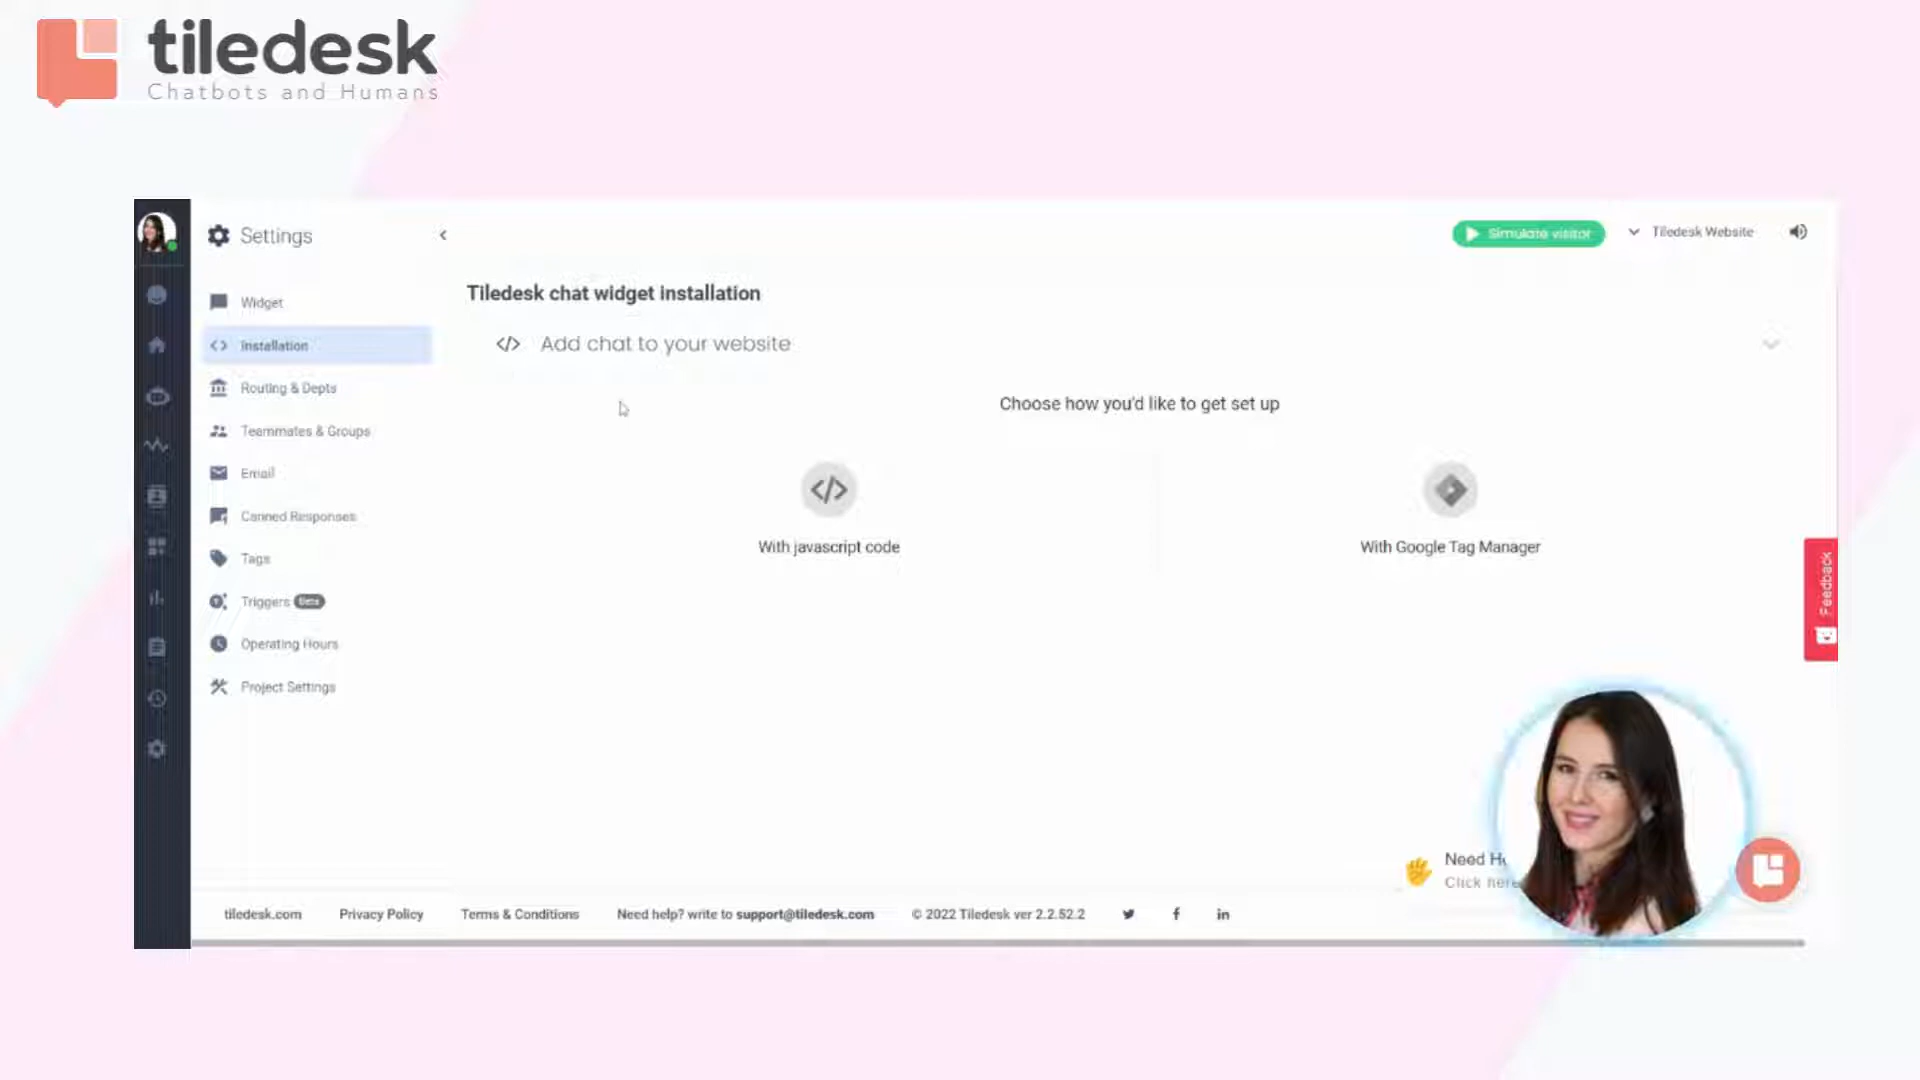 tiledesk
Chatbots and Humans
Settings
Simulate visitor
Tiledesk Website
Widget
Installation
Routing & Depts
Teammates & Groups
Email
Canned Responses
Tags
Triggers Beta
Operating Hours
Project Settings
Tiledesk chat widget installation
</> Add chat to your website
Choose how you'd like to get set up
With javascript code
With Google Tag Manager
Feedback
Need
Click here
tiledesk.com Privacy Policy Terms & Conditions Need help? write to support@tiledesk.com © 2022 Tiledesk ver 2.2.52.2